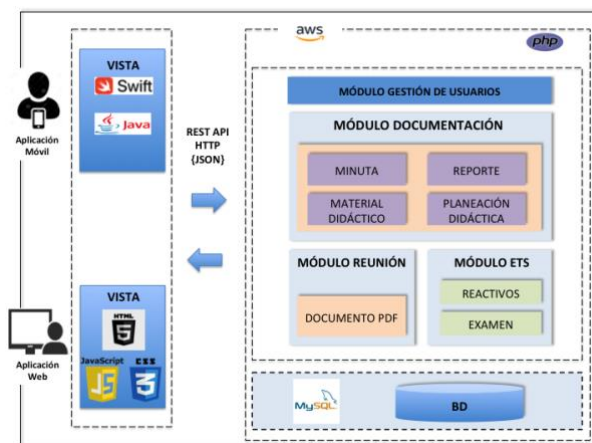 aws
php
VISTA
Swift
Java
Aplicación
Móvil
REST API
HTTP
{JSON}
MÓDULO GESTIÓN DE USUARIOS
MÓDULO DOCUMENTACIÓN
MINUTA
REPORTE
MATERIAL
DIDÁCTICO
PLANEACIÓN
DIDÁCTICA
MÓDULO REUNIÓN
DOCUMENTO PDF
MÓDULO ETS
REACTIVOS
EXAMEN
VISTA
HTML
5
JavaScript
JS
CSS
3
Aplicación
Web
MySQL
BD